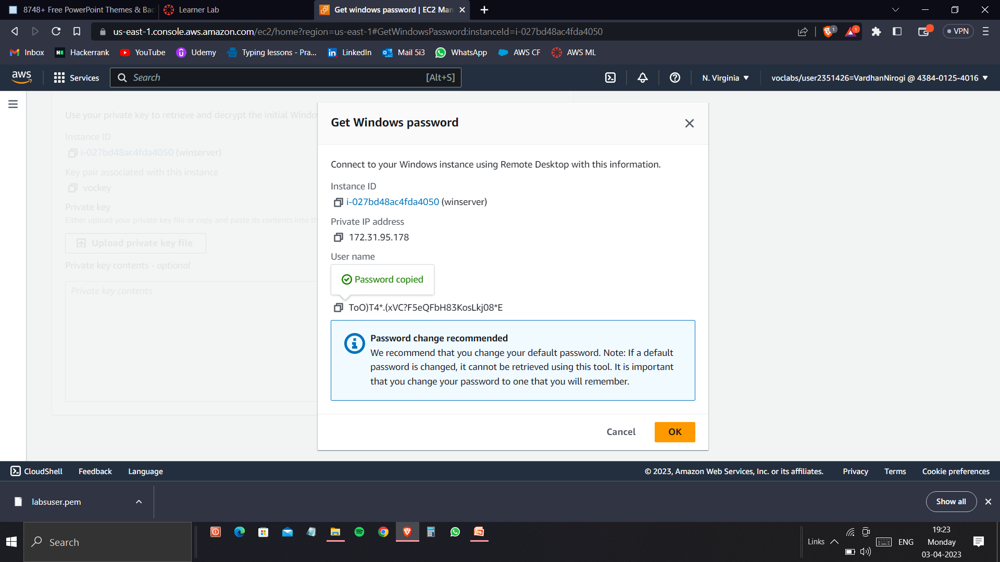 8748+ Free PowerPoint Themes & Bac
Learner Lab
Get windows password | EC2 Man
us-east-1.console.aws.amazon.com/ec2/home?region=us-east-1#GetWindowsPassword:instanceId=i-027bd48ac4fda4050
1
1
VPN
Inbox
Hackerrank
YouTube
Udemy
Typing lessons - Pra...
LinkedIn
Mail 5i3
WhatsApp
AWS CF
AWS ML
aws
Services
Search
[Alt+S]
N. Virginia
voclabs/user2351426=VardhanNirogi @ 4384-0125-4016
Use your private key to retrieve and decrypt the initial Windo
Instance ID
i-027bd48ac4fda4050 (winserver)
Key pair associated with this instance
vockey
Private key
Either upload your private key file or copy and paste its contents into th
Upload private key file
Private key contents - optional
Private key contents
Get Windows password
Connect to your Windows instance using Remote Desktop with this information.
Instance ID
i-027bd48ac4fda4050 (winserver)
Private IP address
172.31.95.178
User name
Password copied
ToO)T4*.(xVC?F5eQFbH83KosLkj08*E
Password change recommended
We recommend that you change your default password. Note: If a default
password is changed, it cannot be retrieved using this tool. It is important
that you change your password to one that you will remember.
Cancel
OK
CloudShell
Feedback
Language
© 2023, Amazon Web Services, Inc. or its affiliates.
Privacy
Terms
Cookie preferences
labsuser.pem
Show all
Search
Links
ENG
19:23
Monday
03-04-2023